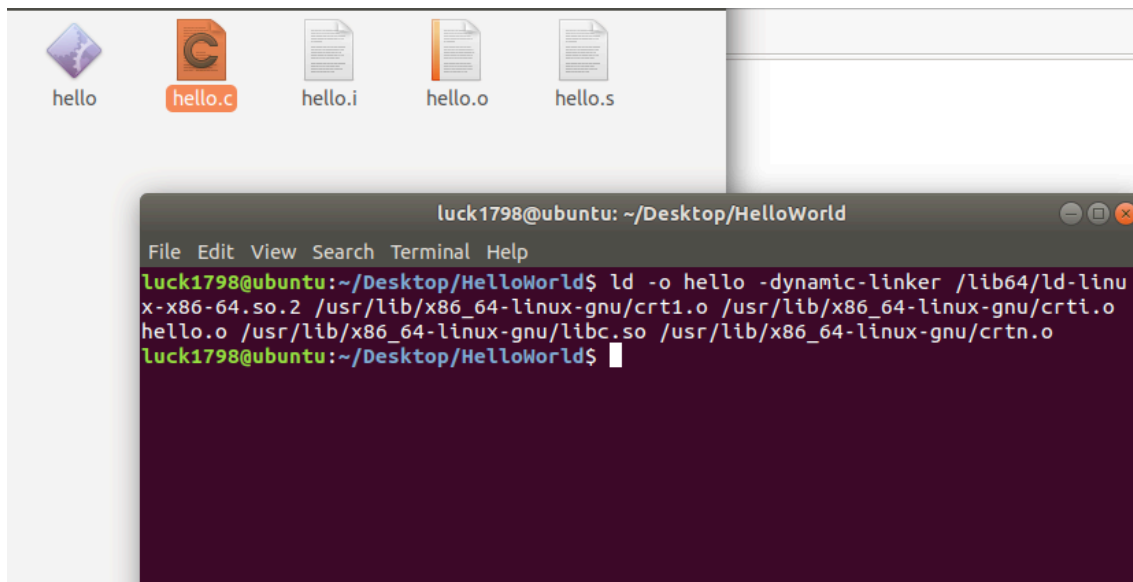 hello
hello.c
hello.i
hello.o
hello.s
luck1798@ubuntu: ~/Desktop/HelloWorld
File Edit View Search Terminal Help
luck1798@ubuntu:~/Desktop/HelloWorld$ ld -o hello -dynamic-linker /lib64/ld-linu
x-x86-64.so.2 /usr/lib/x86_64-linux-gnu/crt1.o /usr/lib/x86_64-linux-gnu/crti.o
hello.o /usr/lib/x86_64-linux-gnu/libc.so /usr/lib/x86_64-linux-gnu/crtn.o
luck1798@ubuntu:~/Desktop/HelloWorld$